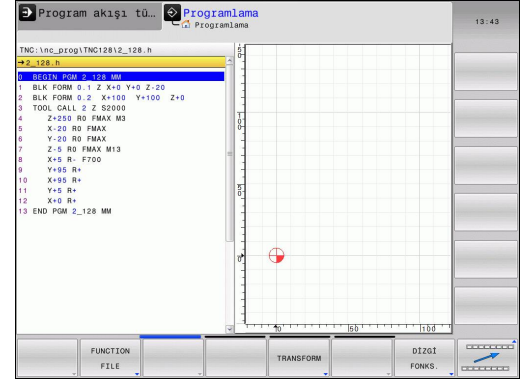 Program akışı tü...
Programlama
Programlama
13:43
TNC:\nc_prog\TNC128\2_128.h
→2_128.h
0 BEGIN PGM 2_128 MM
1 BLK FORM 0.1 Z X+0 Y+0 Z-20
2 BLK FORM 0.2 X+100 Y+100 Z+0
3 TOOL CALL 2 Z S2000
4 Z+250 R0 FMAX M3
5 X-20 R0 FMAX
6 Y-20 R0 FMAX
7 Z-5 R0 FMAX M13
8 X+5 R- F700
9 Y+95 R+
10 X+95 R+
11 Y+5 R+
12 X+0 R+
13 END PGM 2_128 MM
50
100
FUNCTION
FILE
TRANSFORM
DİZGİ
FONKS.